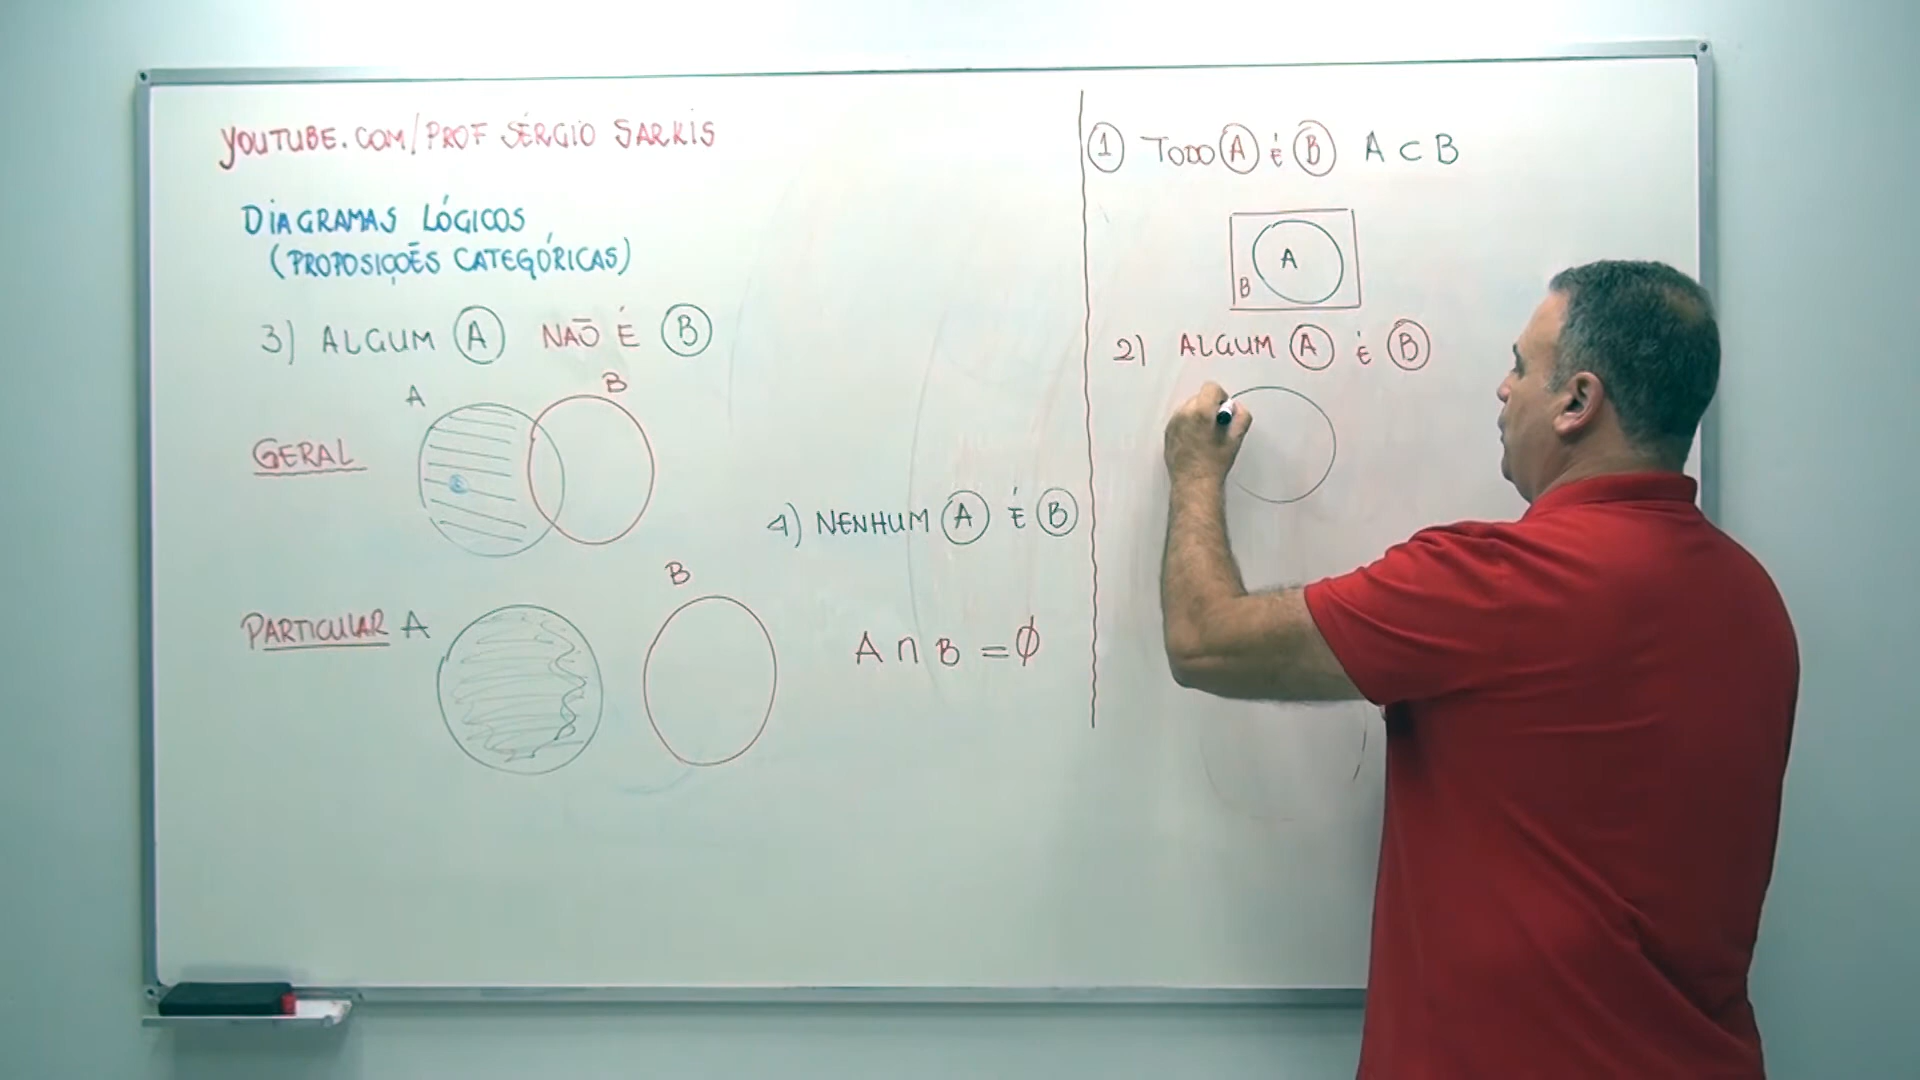 YOUTUBE.COM/PROF SÉRGIO SARKIS
DIAGRAMAS LÓGICOS
(PROPOSIÇÕES CATEGÓRICAS)
3) ALGUM A NÃO É B
A B
GERAL
B
PARTICULAR A
4) NENHUM A É B
A ∩ B = Ø
1 TODO A É B A ⊂ B
A
B
2) ALGUM A É B